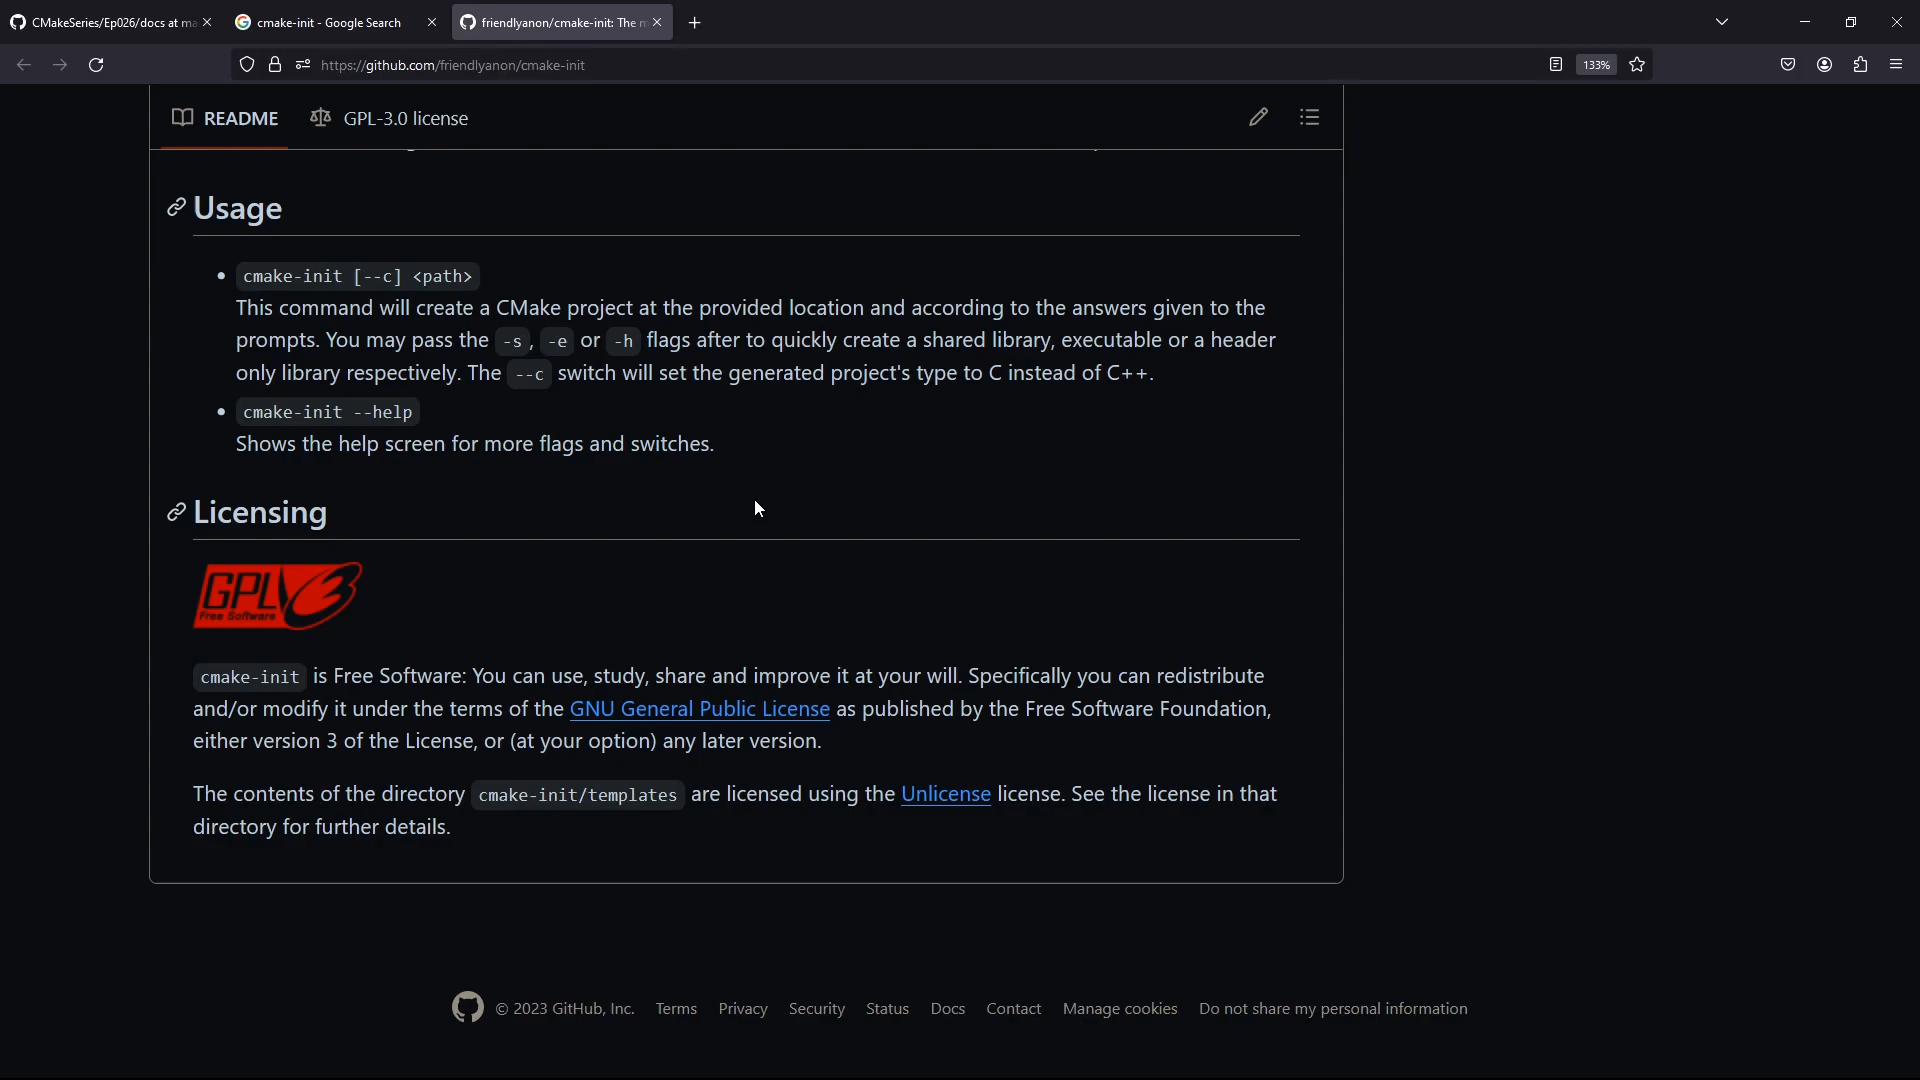 CMakeSeries/Ep026/docs at ma
cmake-init - Google Search
friendlyanon/cmake-init: The m
https://github.com/friendlyanon/cmake-init
133%
README
GPL-3.0 license
Usage
cmake-init [--c] <path>
This command will create a CMake project at the provided location and according to the answers given to the
prompts. You may pass the -s, -e or -h flags after to quickly create a shared library, executable or a header
only library respectively. The --c switch will set the generated project's type to C instead of C++.
cmake-init --help
Shows the help screen for more flags and switches.
Licensing
GPLv3
Free Software
cmake-init is Free Software: You can use, study, share and improve it at your will. Specifically you can redistribute
and/or modify it under the terms of the GNU General Public License as published by the Free Software Foundation,
either version 3 of the License, or (at your option) any later version.
The contents of the directory cmake-init/templates are licensed using the Unlicense license. See the license in that
directory for further details.
© 2023 GitHub, Inc. Terms Privacy Security Status Docs Contact Manage cookies Do not share my personal information